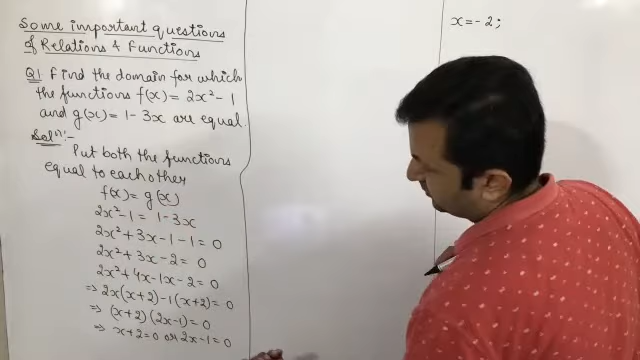 Some important questions
of Relations & Functions
Q1 Find the domain for which
the functions f(x) = 2x² - 1
and g(x) = 1 - 3x are equal.
Solⁿ:-
Put both the functions
equal to each other
f(x) = g(x)
2x² - 1 = 1 - 3x
2x² + 3x - 1 - 1 = 0
2x² + 3x - 2 = 0
2x² + 4x - 1x - 2 = 0
⇒ 2x(x+2) - 1(x+2) = 0
⇒ (x+2)(2x-1) = 0
⇒ x+2=0 or 2x-1=0
x = -2;